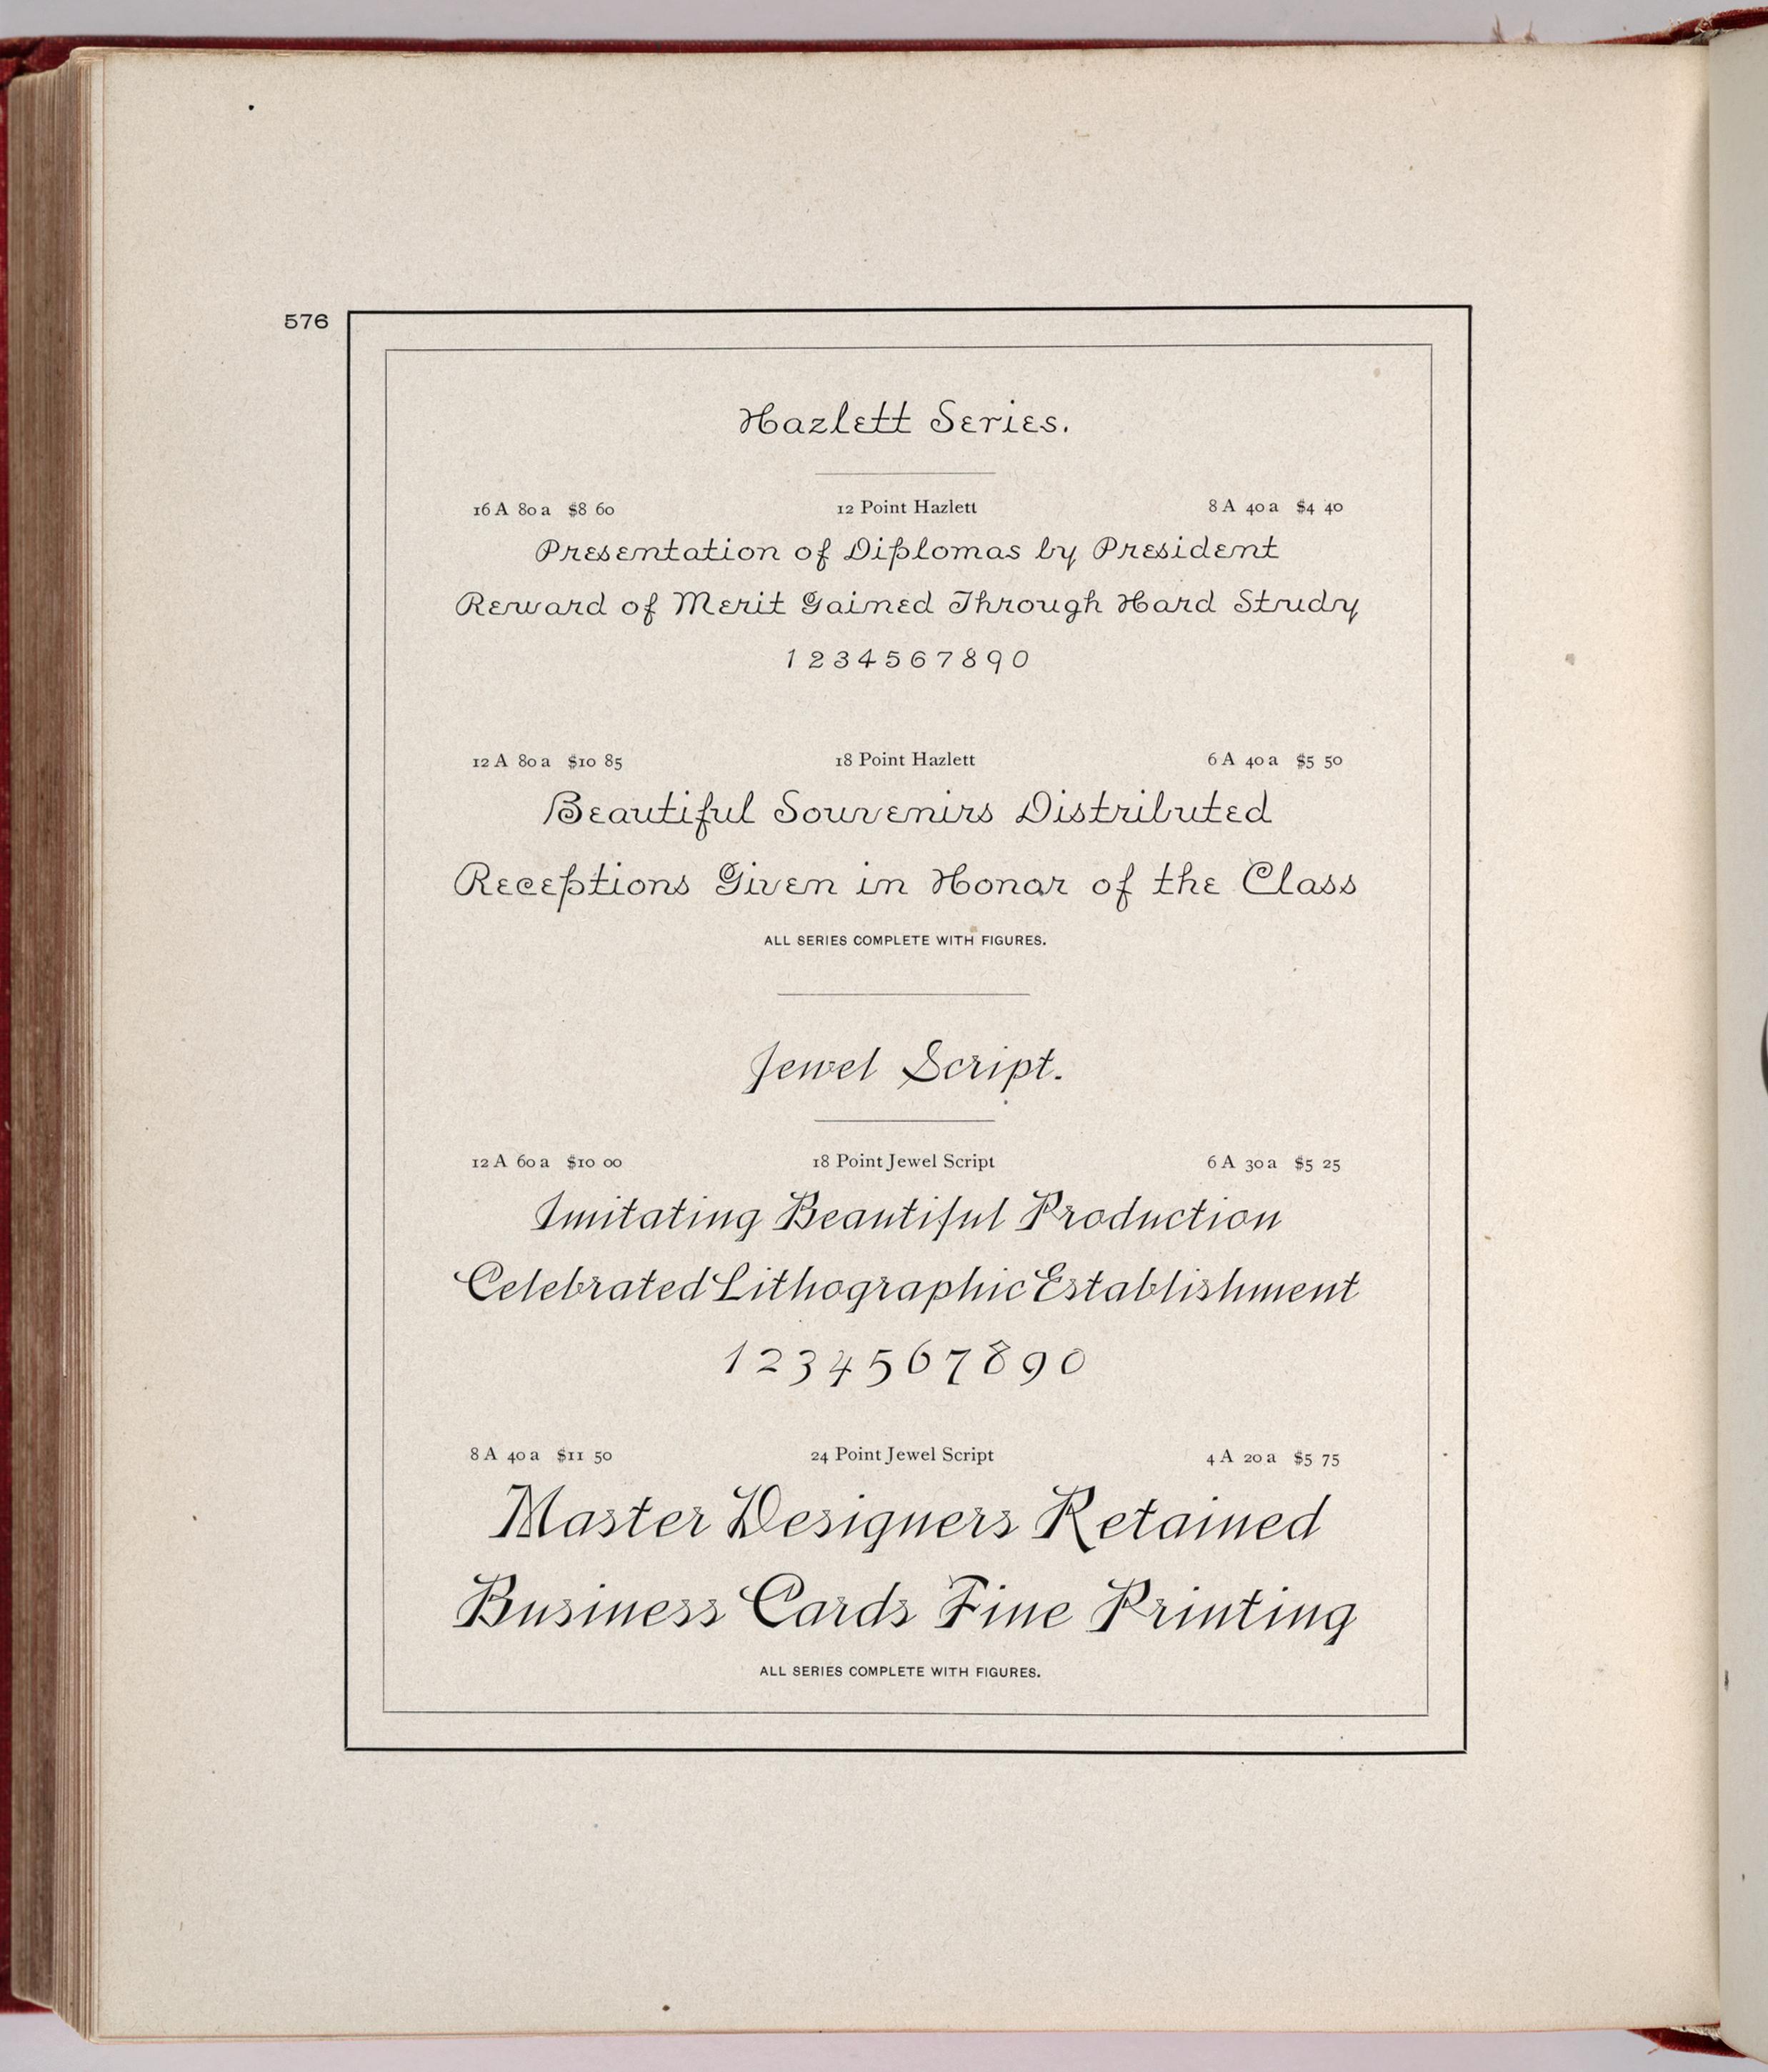 576
Hazlett Series.
16 A 80 a $8 60 12 Point Hazlett 8 A 40 a $4 40
Presentation of Diplomas by President
Reward of Merit Gained Through Hard Study
1 2 3 4 5 6 7 8 9 0
12 A 80 a $10 85 18 Point Hazlett 6 A 40 a $5 50
Beautiful Souvenirs Distributed
Receptions Given in Honor of the Class
ALL SERIES COMPLETE WITH FIGURES.
Jewel Script.
12 A 60 a $10 00 18 Point Jewel Script 6 A 30 a $5 25
Imitating Beautiful Production
Celebrated Lithographic Establishment
1 2 3 4 5 6 7 8 9 0
8 A 40 a $11 50 24 Point Jewel Script 4 A 20 a $5 75
Master Designers Retained
Business Cards Fine Printing
ALL SERIES COMPLETE WITH FIGURES.